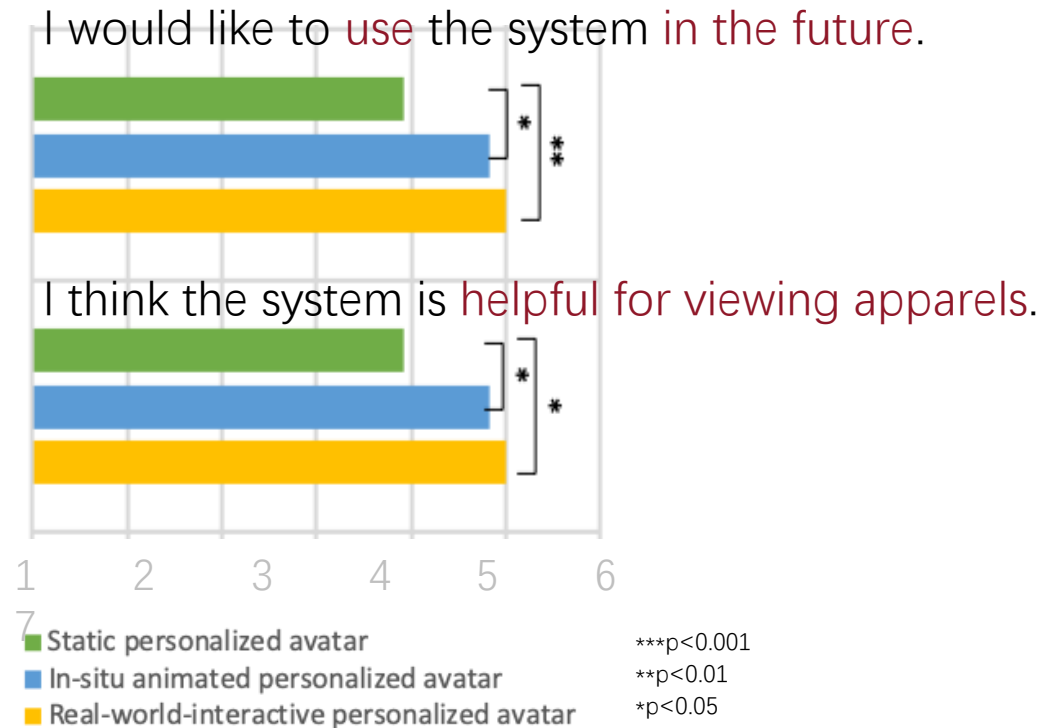 I would like to use the system in the future.
*
**
I think the system is helpful for viewing apparels.
*
*
1 2 3 4 5 6
7
Static personalized avatar
In-situ animated personalized avatar
Real-world-interactive personalized avatar
***p<0.001
**p<0.01
*p<0.05